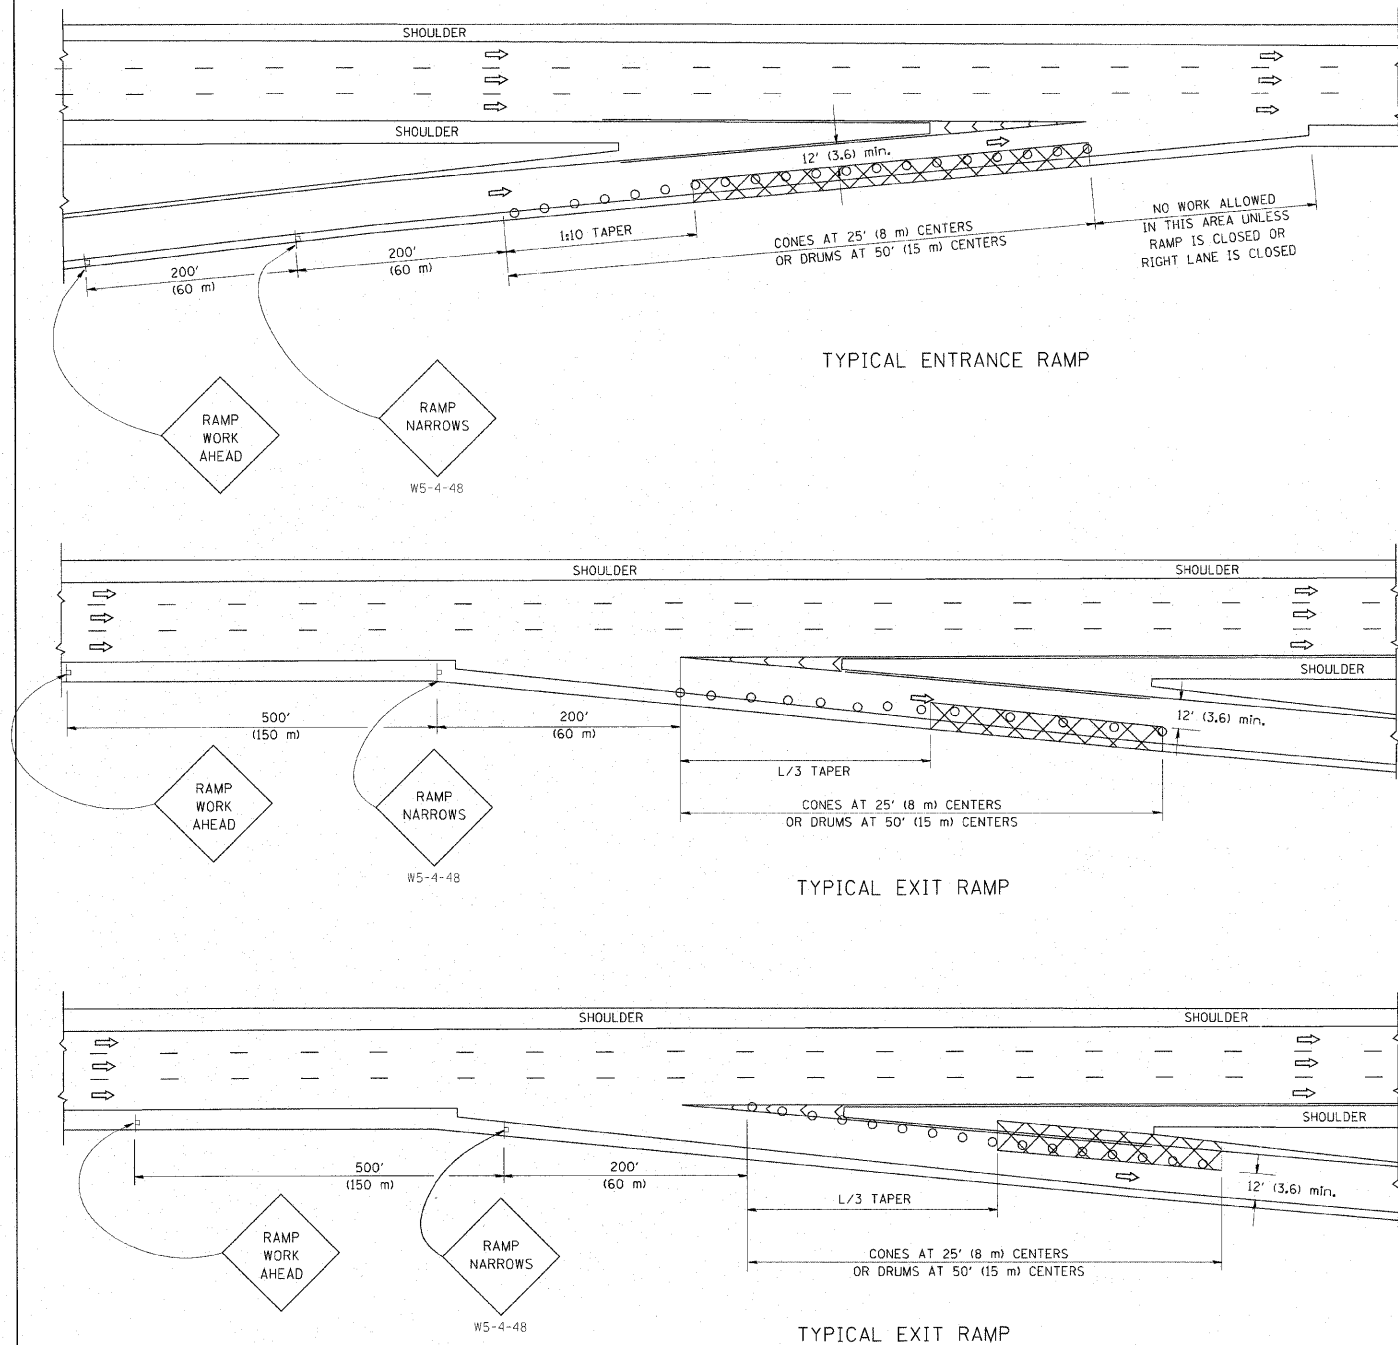 SHOULDER
SHOULDER
12' (3.6) min.
1:10 TAPER
CONES AT 25' (8 m) CENTERS
OR DRUMS AT 50' (15 m) CENTERS
NO WORK ALLOWED
IN THIS AREA UNLESS
RAMP IS CLOSED OR
RIGHT LANE IS CLOSED
200'
(60 m)
200'
(60 m)
TYPICAL ENTRANCE RAMP
RAMP
WORK
AHEAD
RAMP
NARROWS
W5-4-48
SHOULDER
SHOULDER
SHOULDER
500'
(150 m)
200'
(60 m)
12' (3.6) min.
L/3 TAPER
CONES AT 25' (8 m) CENTERS
OR DRUMS AT 50' (15 m) CENTERS
RAMP
WORK
AHEAD
RAMP
NARROWS
W5-4-48
TYPICAL EXIT RAMP
SHOULDER
SHOULDER
SHOULDER
500'
(150 m)
200'
(60 m)
12' (3.6) min.
L/3 TAPER
CONES AT 25' (8 m) CENTERS
OR DRUMS AT 50' (15 m) CENTERS
RAMP
WORK
AHEAD
RAMP
NARROWS
W5-4-48
TYPICAL EXIT RAMP